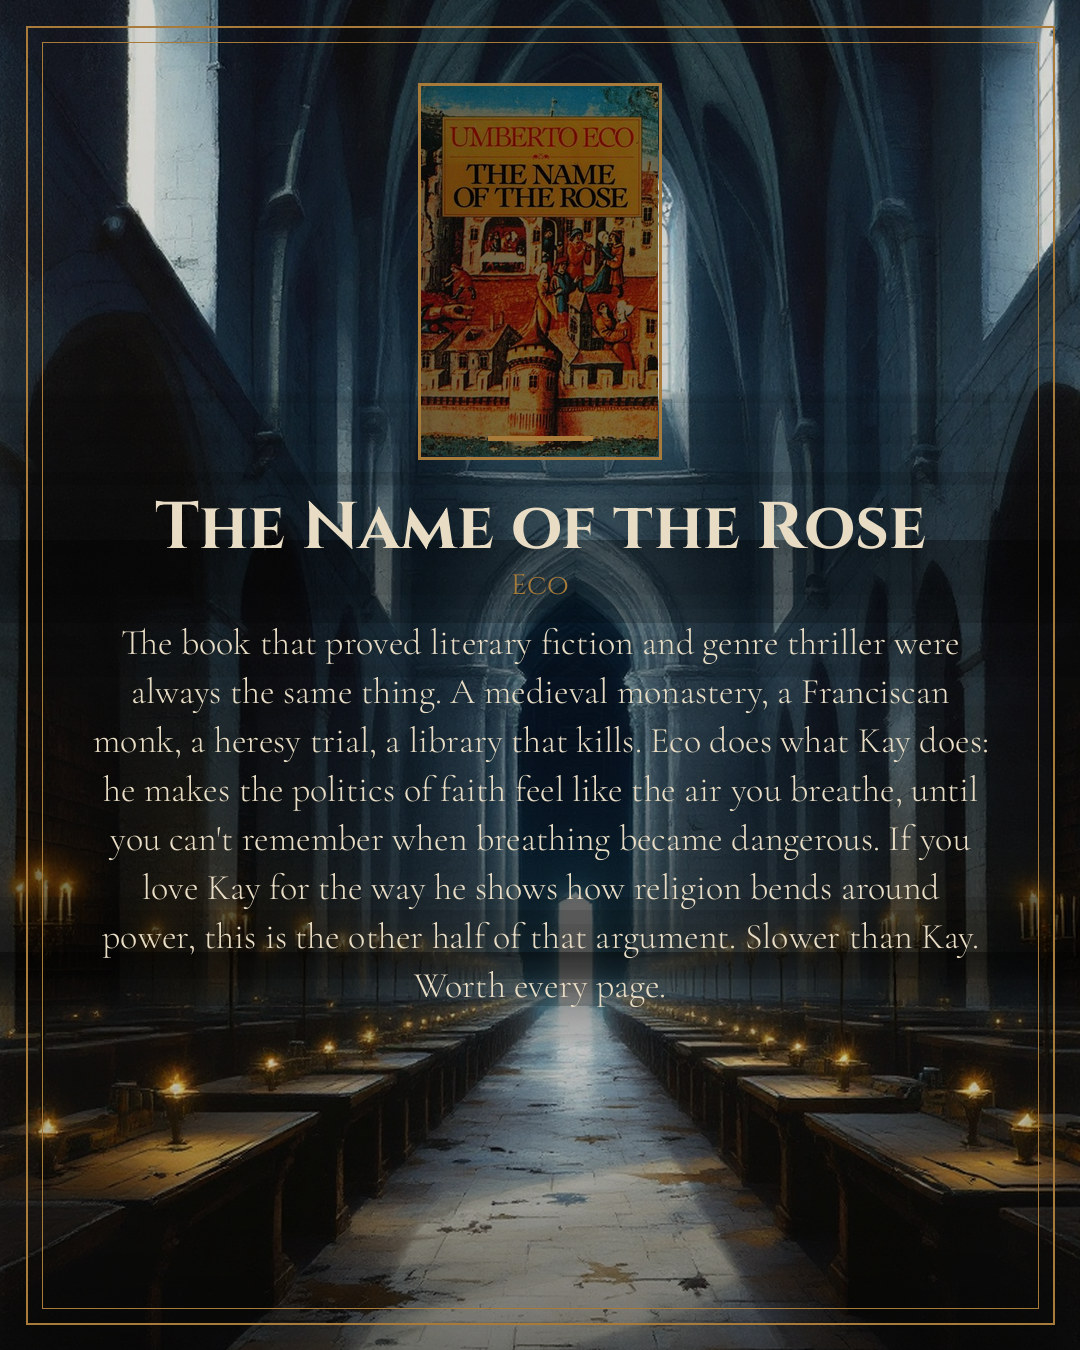 UMBERTO ECO
THE NAME
OF THE ROSE
The Name of the Rose
Eco
The book that proved literary fiction and genre thriller were
always the same thing. A medieval monastery, a Franciscan
monk, a heresy trial, a library that kills. Eco does what Kay does:
he makes the politics of faith feel like the air you breathe, until
you can't remember when breathing became dangerous. If you
love Kay for the way he shows how religion bends around
power, this is the other half of that argument. Slower than Kay.
Worth every page.